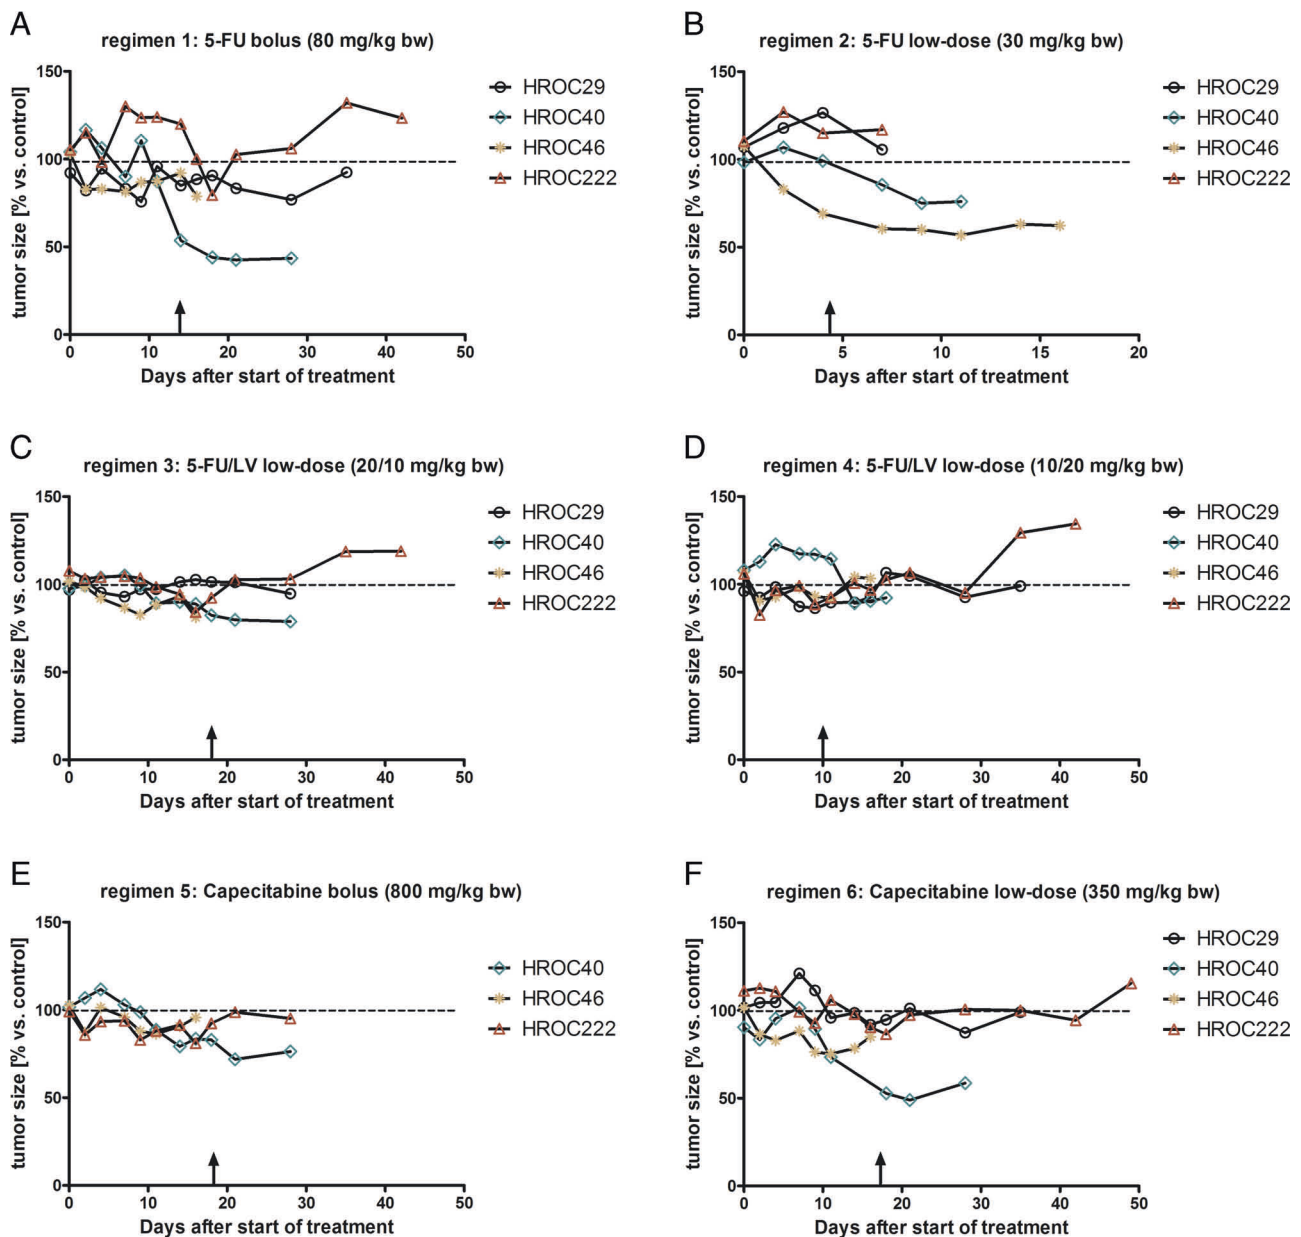 A
regimen 1: 5-FU bolus (80 mg/kg bw)
tumor size [% vs. control]
150
100
50
0
0 10 20 30 40 50
Days after start of treatment
HROC29
HROC40
HROC46
HROC222
B
regimen 2: 5-FU low-dose (30 mg/kg bw)
tumor size [% vs. control]
150
100
50
0
0 5 10 15 20
Days after start of treatment
HROC29
HROC40
HROC46
HROC222
C
regimen 3: 5-FU/LV low-dose (20/10 mg/kg bw)
tumor size [% vs. control]
150
100
50
0
0 10 20 30 40 50
Days after start of treatment
HROC29
HROC40
HROC46
HROC222
D
regimen 4: 5-FU/LV low-dose (10/20 mg/kg bw)
tumor size [% vs. control]
150
100
50
0
0 10 20 30 40 50
Days after start of treatment
HROC29
HROC40
HROC46
HROC222
E
regimen 5: Capecitabine bolus (800 mg/kg bw)
tumor size [% vs. control]
150
100
50
0
0 10 20 30 40 50
Days after start of treatment
HROC40
HROC46
HROC222
F
regimen 6: Capecitabine low-dose (350 mg/kg bw)
tumor size [% vs. control]
150
100
50
0
0 10 20 30 40 50
Days after start of treatment
HROC29
HROC40
HROC46
HROC222